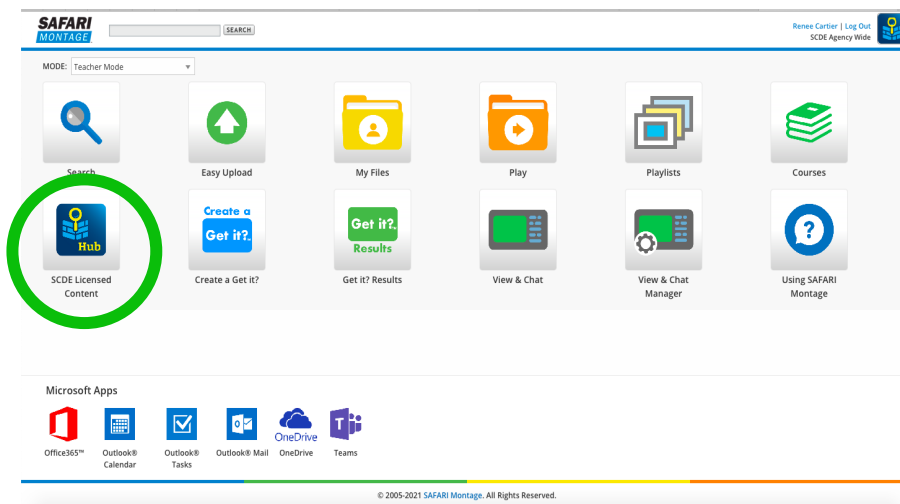 SAFARI
MONTAGE
SEARCH
Renee Cartier | Log Out
SCDE Agency Wide
MODE: Teacher Mode
Search
Easy Upload
My Files
Play
Playlists
Courses
Hub
SCDE Licensed
Content
Create a
Get it?
Create a Get it?
Get it?
Results
Get it? Results
View & Chat
View & Chat
Manager
?
Using SAFARI
Montage
Microsoft Apps
Office365™
Outlook®
Calendar
Outlook®
Tasks
Outlook® Mail
OneDrive
OneDrive
T
Teams
© 2005-2021 SAFARI Montage. All Rights Reserved.